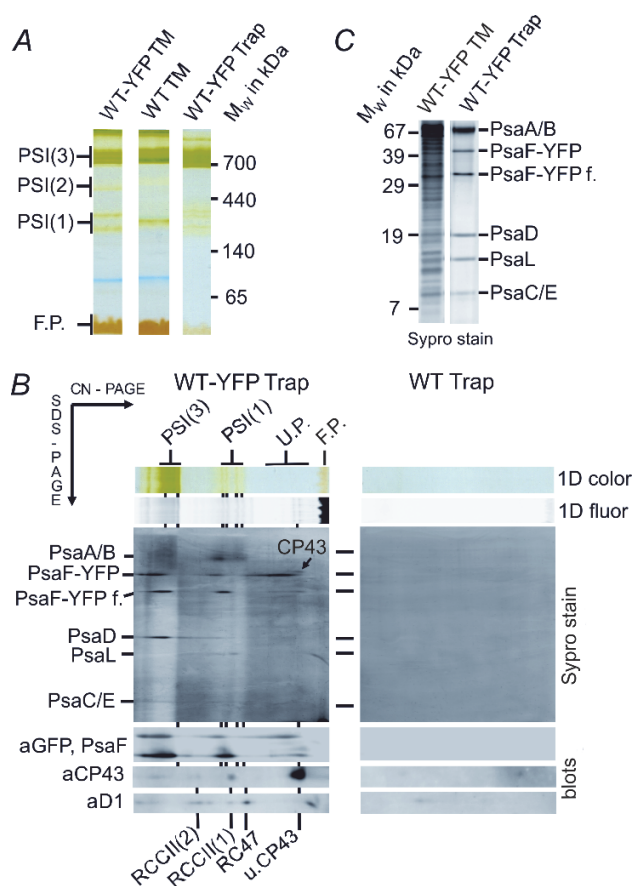 A
WT-YFP TM
WT TM
WT-YFP Trap
Mw in kDa
PSI(3)
PSI(2)
PSI(1)
F.P.
700
440
140
65
C
Mw in kDa
WT-YFP TM
WT-YFP Trap
67
39
29
19
7
PsaA/B
PsaF-YFP
PsaF-YFP f.
PsaD
PsaL
PsaC/E
Sypro stain
B
CN - PAGE
SDS-PAGE
WT-YFP Trap
WT Trap
PSI(3)
PSI(1)
U.P.
F.P.
1D color
1D fluor
PsaA/B
CP43
PsaF-YFP
PsaF-YFP f.
PsaD
PsaL
PsaC/E
Sypro stain
aGFP, PsaF
aCP43
aD1
blots
RCCII(2)
RCCII(1)
RC47
u.CP43